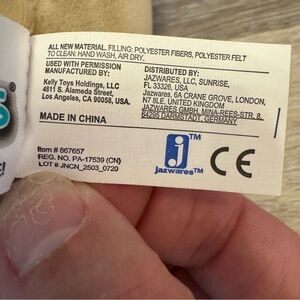 ALL NEW MATERIAL. FILLING: POLYESTER FIBERS, POLYESTER FELT
TO CLEAN: HAND WASH, AIR DRY.
USED WITH PERMISSION
MANUFACTURED BY:
Kelly Toys Holdings, LLC
4811 S. Alameda Street,
Los Angeles, CA 90058, USA.
MADE IN CHINA
DISTRIBUTED BY:
JAZWARES, LLC, SUNRISE,
FL 33326, USA
Jazwares, 6A CRANE GROVE, LONDON,
N7 8LE, UNITED KINGDOM
JAZWARES GMBH, MINA-REES-STR. 8,
64295 DARMSTADT, GERMANY
Item # 867657
REG. NO. PA-17539 (CN)
LOT # JNCN_2503_0720
j TM
jazwares™
CE
S
E!